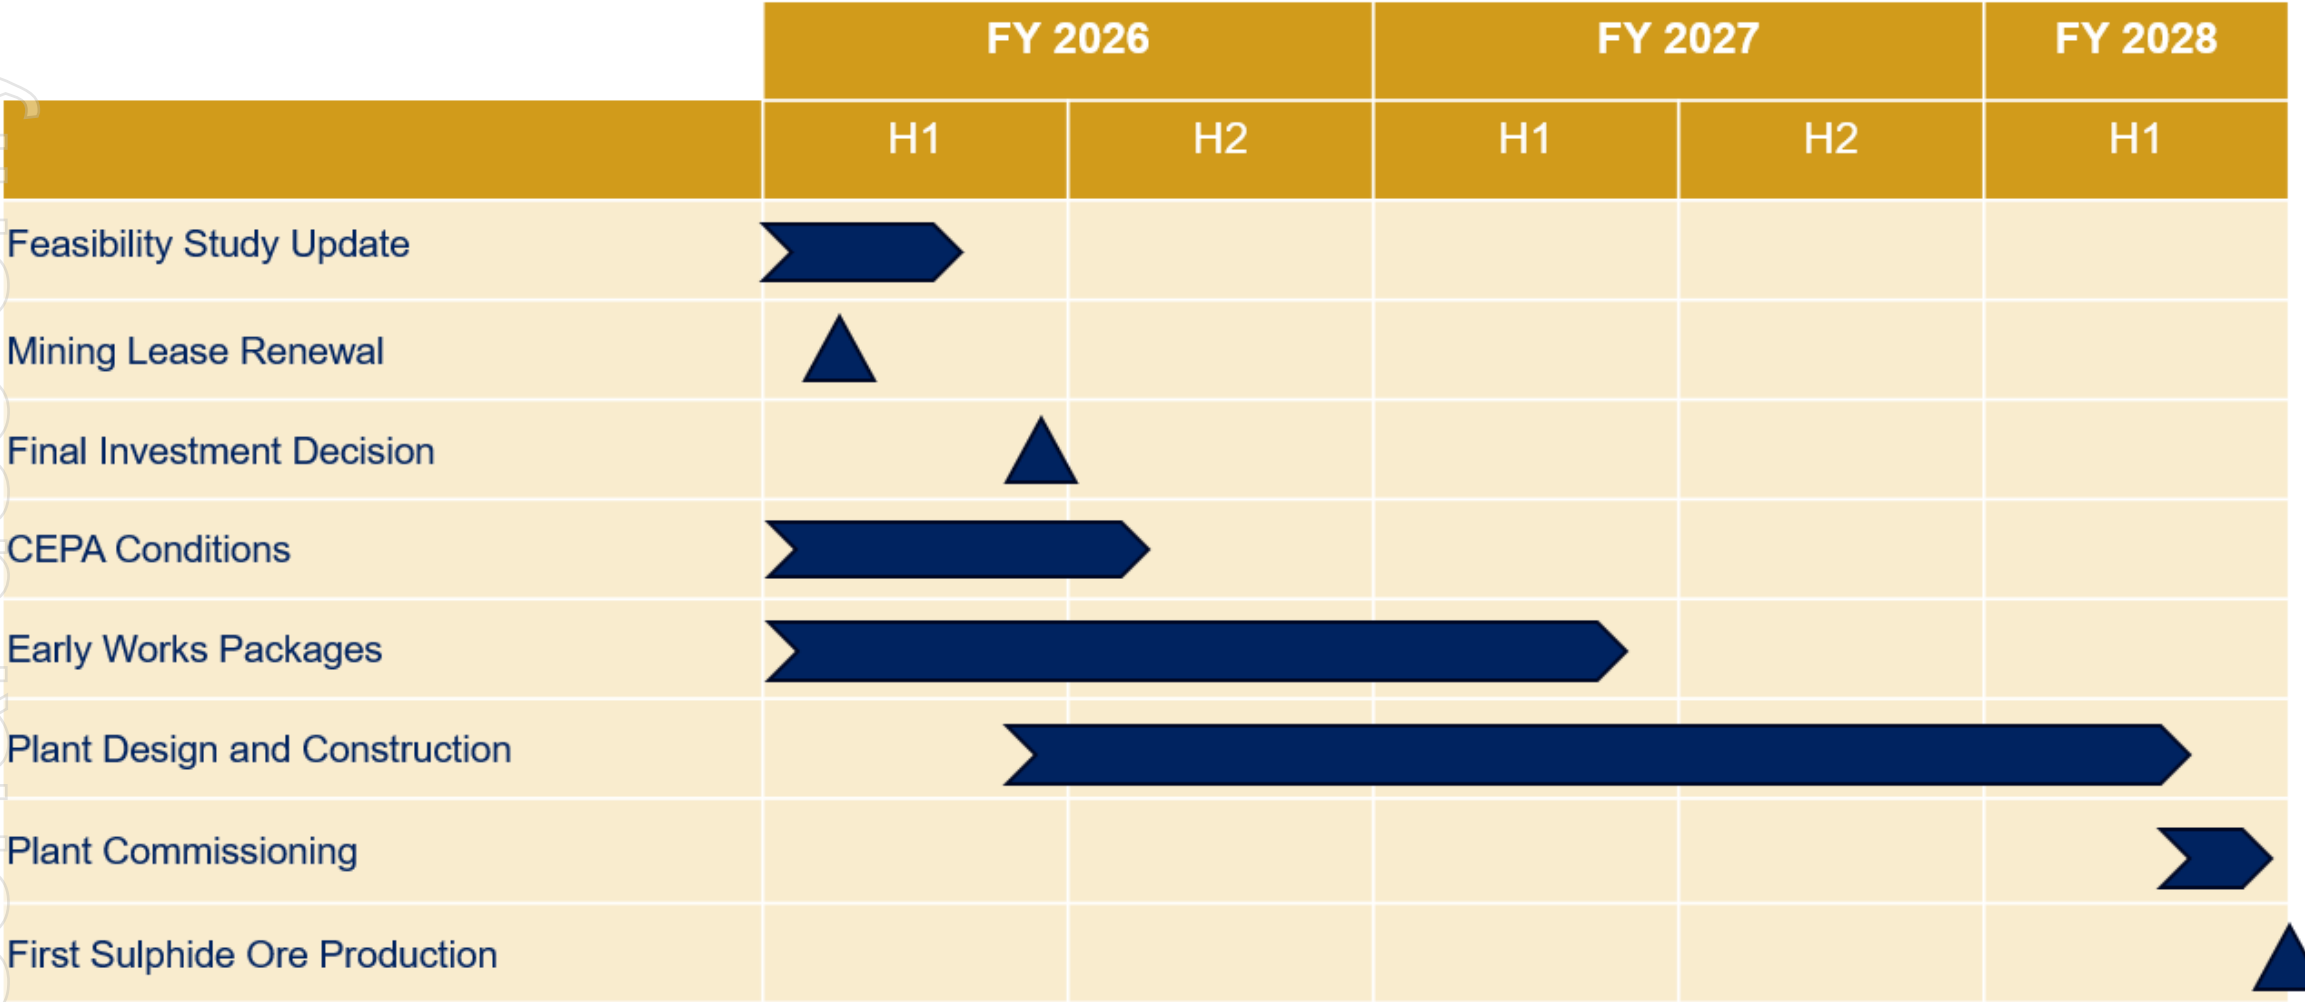 FY 2026 FY 2027 FY 2028
H1 H2 H1 H2 H1
Feasibility Study Update
Mining Lease Renewal
Final Investment Decision
CEPA Conditions
Early Works Packages
Plant Design and Construction
Plant Commissioning
First Sulphide Ore Production